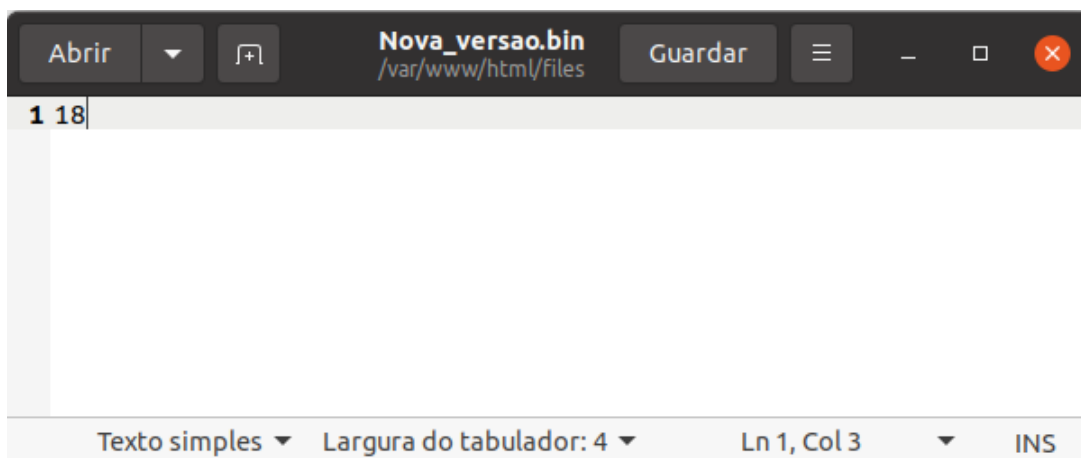 Abrir
Nova_versao.bin
/var/www/html/files
Guardar
1 18
Texto simples
Largura do tabulador: 4
Ln 1, Col 3
INS